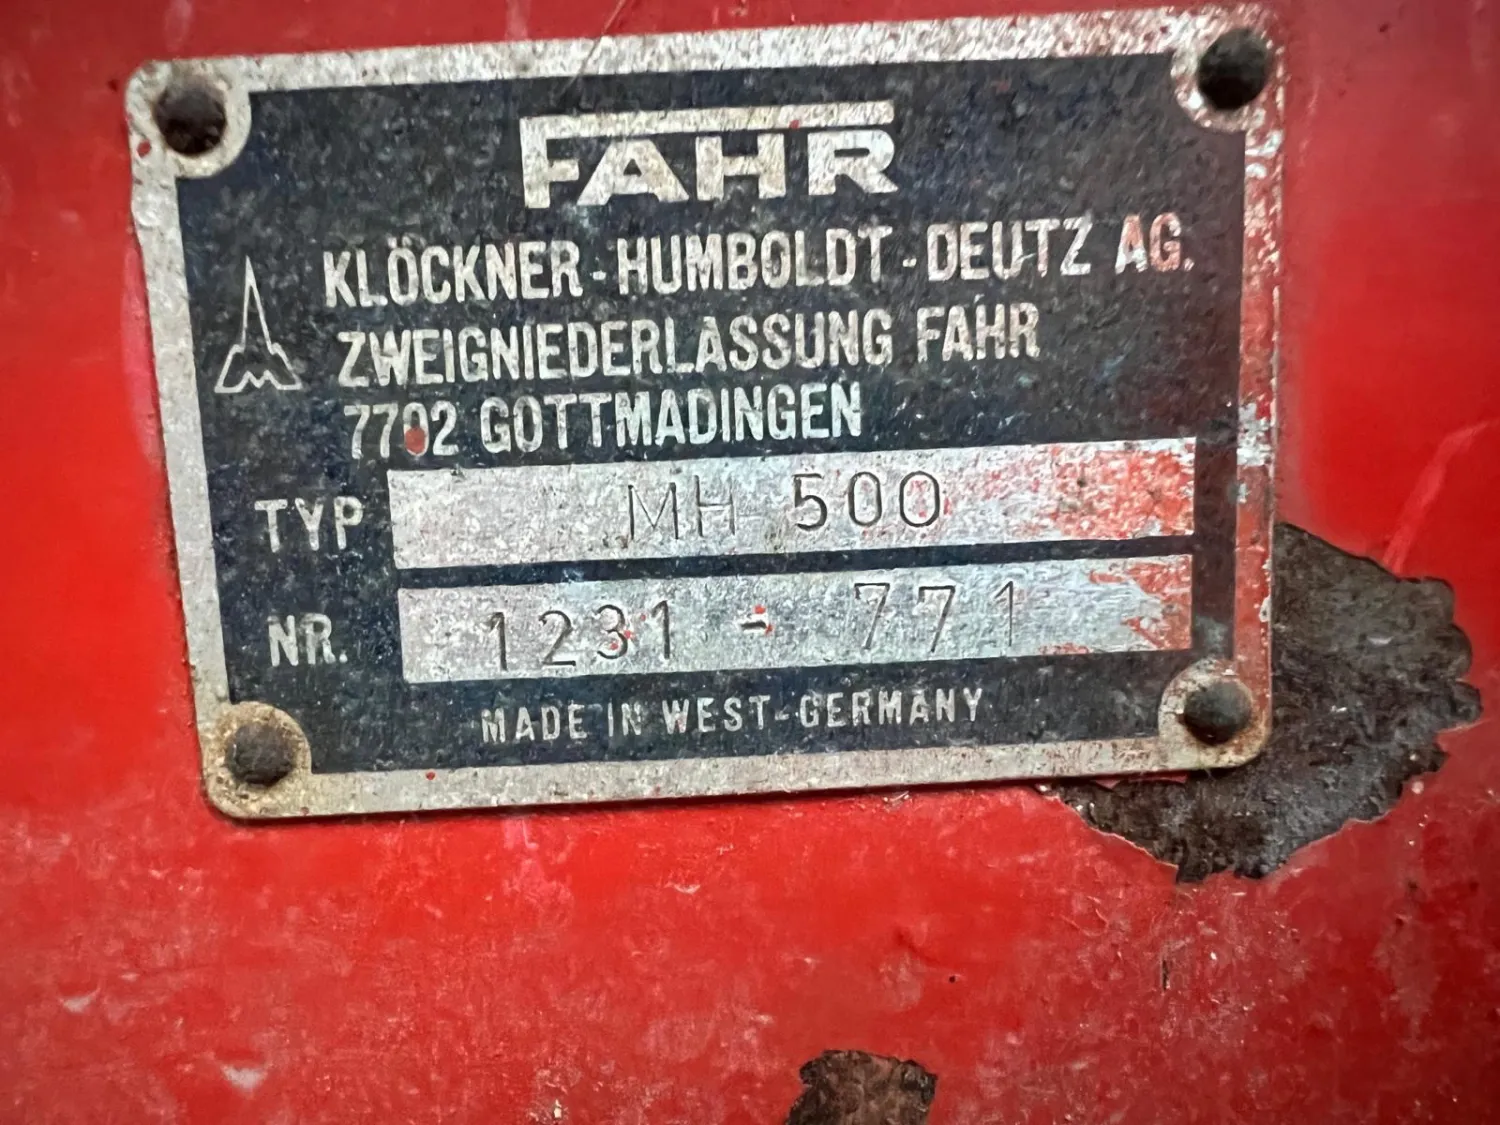 FAHR
KLÖCKNER-HUMBOLDT-DEUTZ AG.
ZWEIGNIEDERLASSUNG FAHR
7702 GOTTMADINGEN
TYP MH 500
NR. 1231 - 771
MADE IN WEST-GERMANY